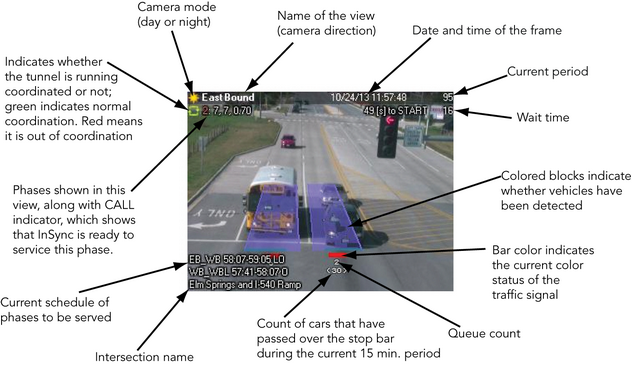 Camera mode
(day or night)
Name of the view
(camera direction)
Date and time of the frame
Indicates whether
the tunnel is running
coordinated or not;
green indicates normal
coordination. Red means
it is out of coordination
Current period
Wait time
East Bound
10/24/13 11:57:48
95
2, 7, 7, 0.70
49 [s] to START
16
Phases shown in this
view, along with CALL
indicator, which shows
that InSync is ready to
service this phase.
Colored blocks indicate
whether vehicles have
been detected
ONLY
EB_WB 58:07-59:05 LO
WB_WBL 57:41-58:07 O
Elm Springs and I-540 Ramp
2
<30>
Bar color indicates
the current color
status of the
traffic signal
Current schedule of
phases to be served
Intersection name
Count of cars that have
passed over the stop bar
during the current 15 min. period
Queue count